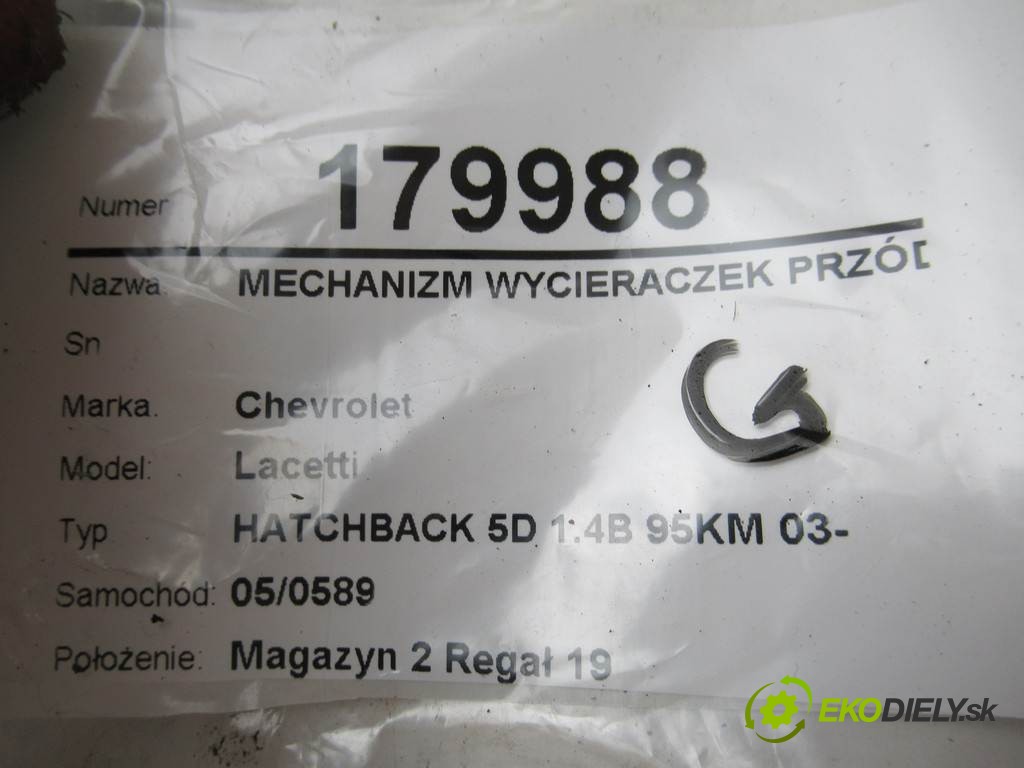 Numer 179988
Nazwa: MECHANIZM WYCIERACZEK PRZÓD
Sn
Marka: Chevrolet
Model: Lacetti
Typ HATCHBACK 5D 1.4B 95KM 03-
Samochód: 05/0589
Położenie: Magazyn 2 Regał 19
G
EKODIELY.sk